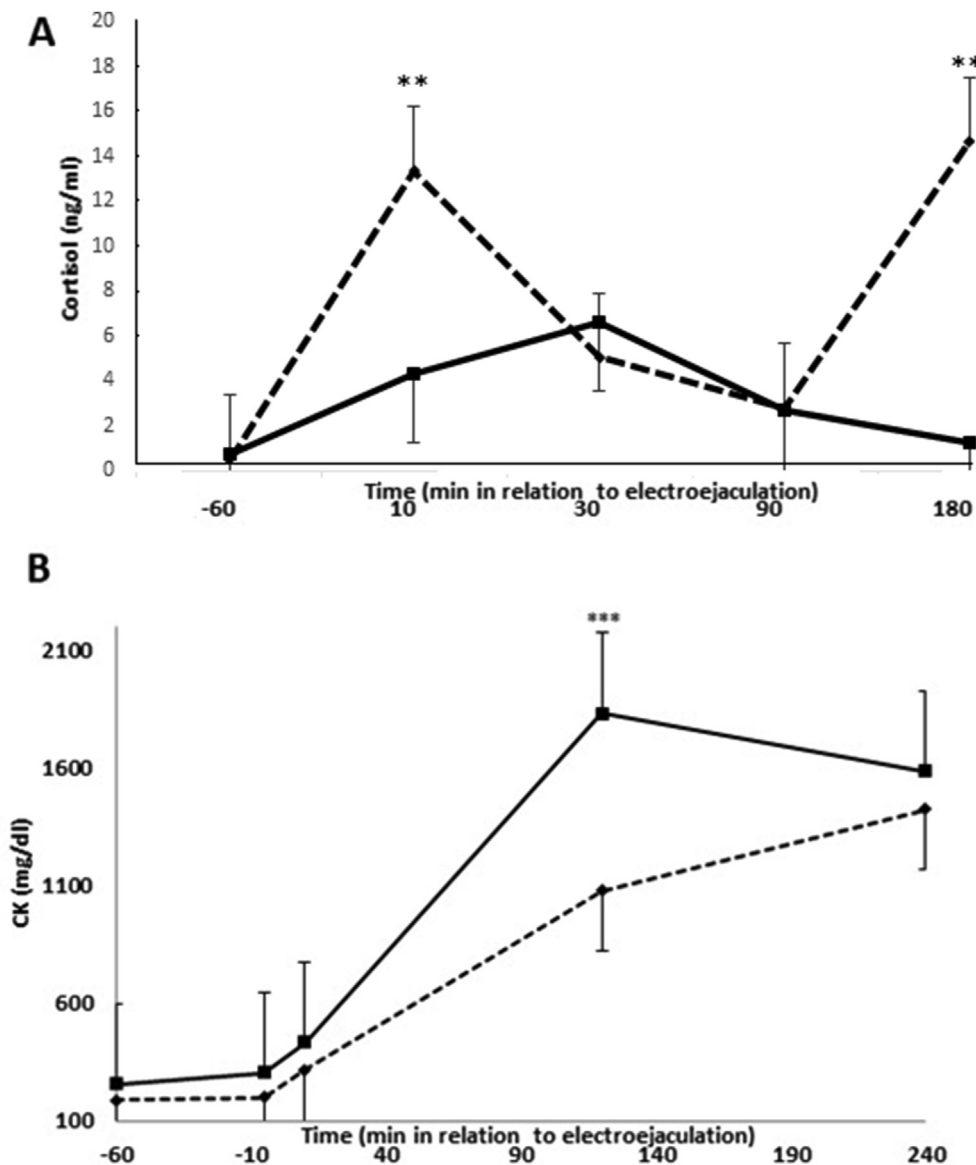 A
20
18
16
14
12
10
8
6
4
2
0
Cortisol (ng/ml)
**
**
Time (min in relation to electroejaculation)
-60 10 30 90 180
B
2100
1600
1100
600
100
CK (mg/dl)
***
Time (min in relation to electroejaculation)
-60 -10 40 90 140 190 240